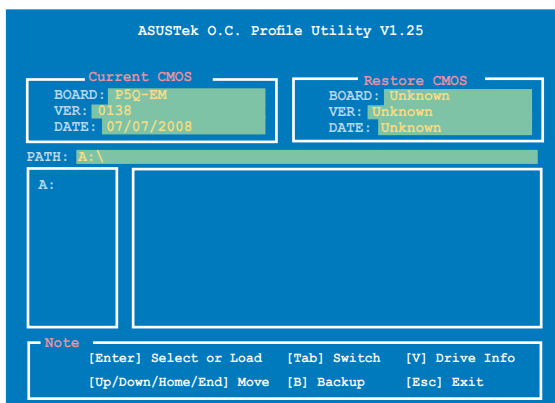 ASUSTek O.C. Profile Utility V1.25
Current CMOS
BOARD: P5Q-EM
VER: 0138
DATE: 07/07/2008
Restore CMOS
BOARD: Unknown
VER: Unknown
DATE: Unknown
PATH: A:\
A:
Note
[Enter] Select or Load [Tab] Switch [V] Drive Info
[Up/Down/Home/End] Move [B] Backup [Esc] Exit